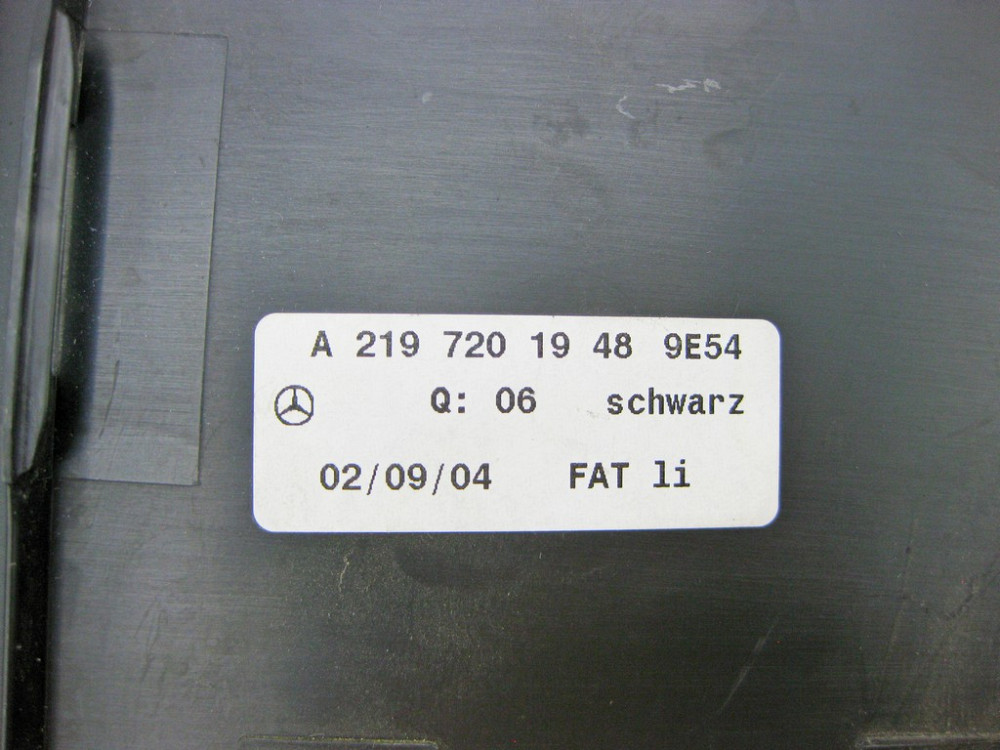 A 219 720 19 48 9E54
Q: 06 schwarz
02/09/04 FAT li